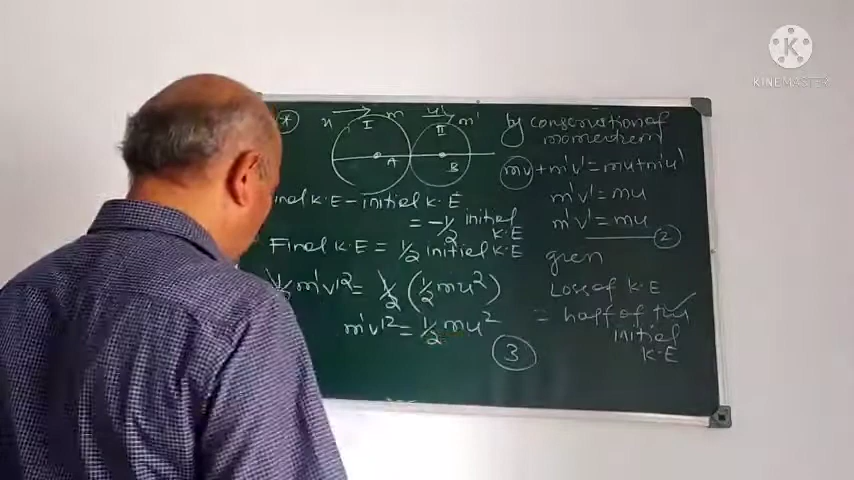 * u I m u' II m'
A B
Final K.E - initial K.E
= -1/2 initial K.E
Final K.E = 1/2 initial K.E
1/2 m'v'² = 1/2 (1/2 mu²)
m'v'² = 1/2 mu²
3
by conservation of
momentum
mv + m'v' = mu + m'u'
m'v' = mu
m'v' = mu
2
given
Loss of K.E
= half of
initial
K.E
K
KINEMASTER